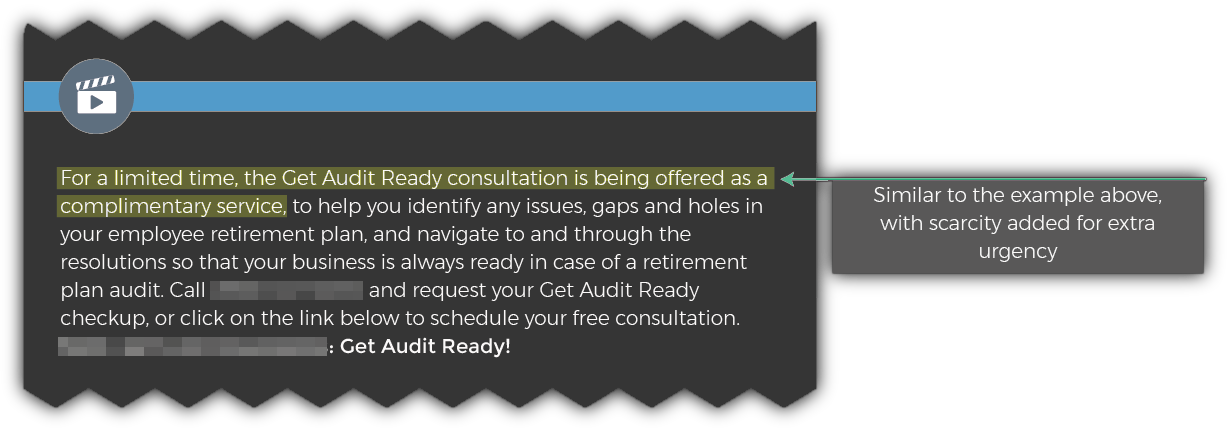 For a limited time, the Get Audit Ready consultation is being offered as a
complimentary service, to help you identify any issues, gaps and holes in
your employee retirement plan, and navigate to and through the
resolutions so that your business is always ready in case of a retirement
plan audit. Call and request your Get Audit Ready
checkup, or click on the link below to schedule your free consultation.
: Get Audit Ready!
Similar to the example above,
with scarcity added for extra
urgency